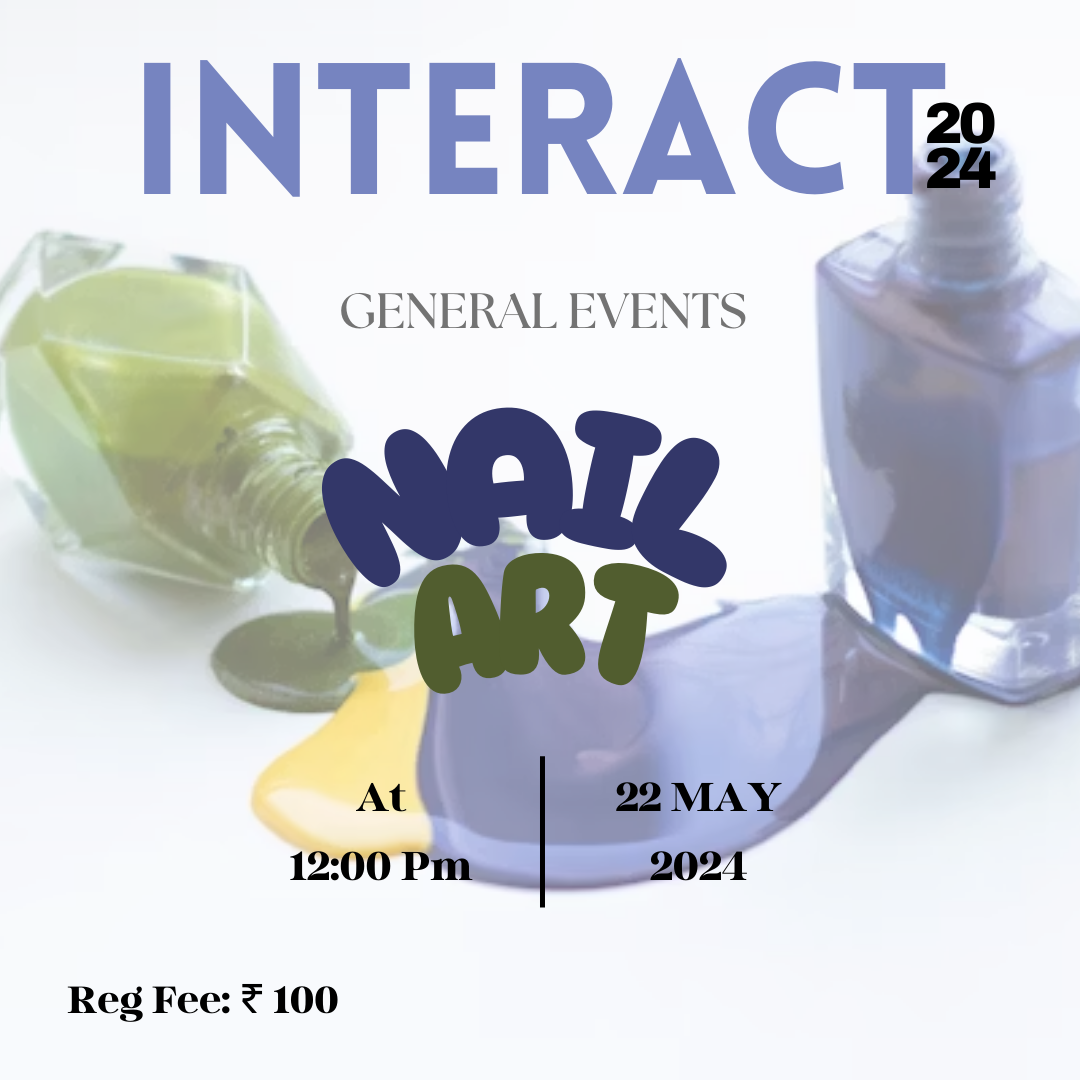 INTERACT
20
24
GENERAL EVENTS
NAIL
ART
At
12:00 Pm
22 MAY
2024
Reg Fee: ₹ 100